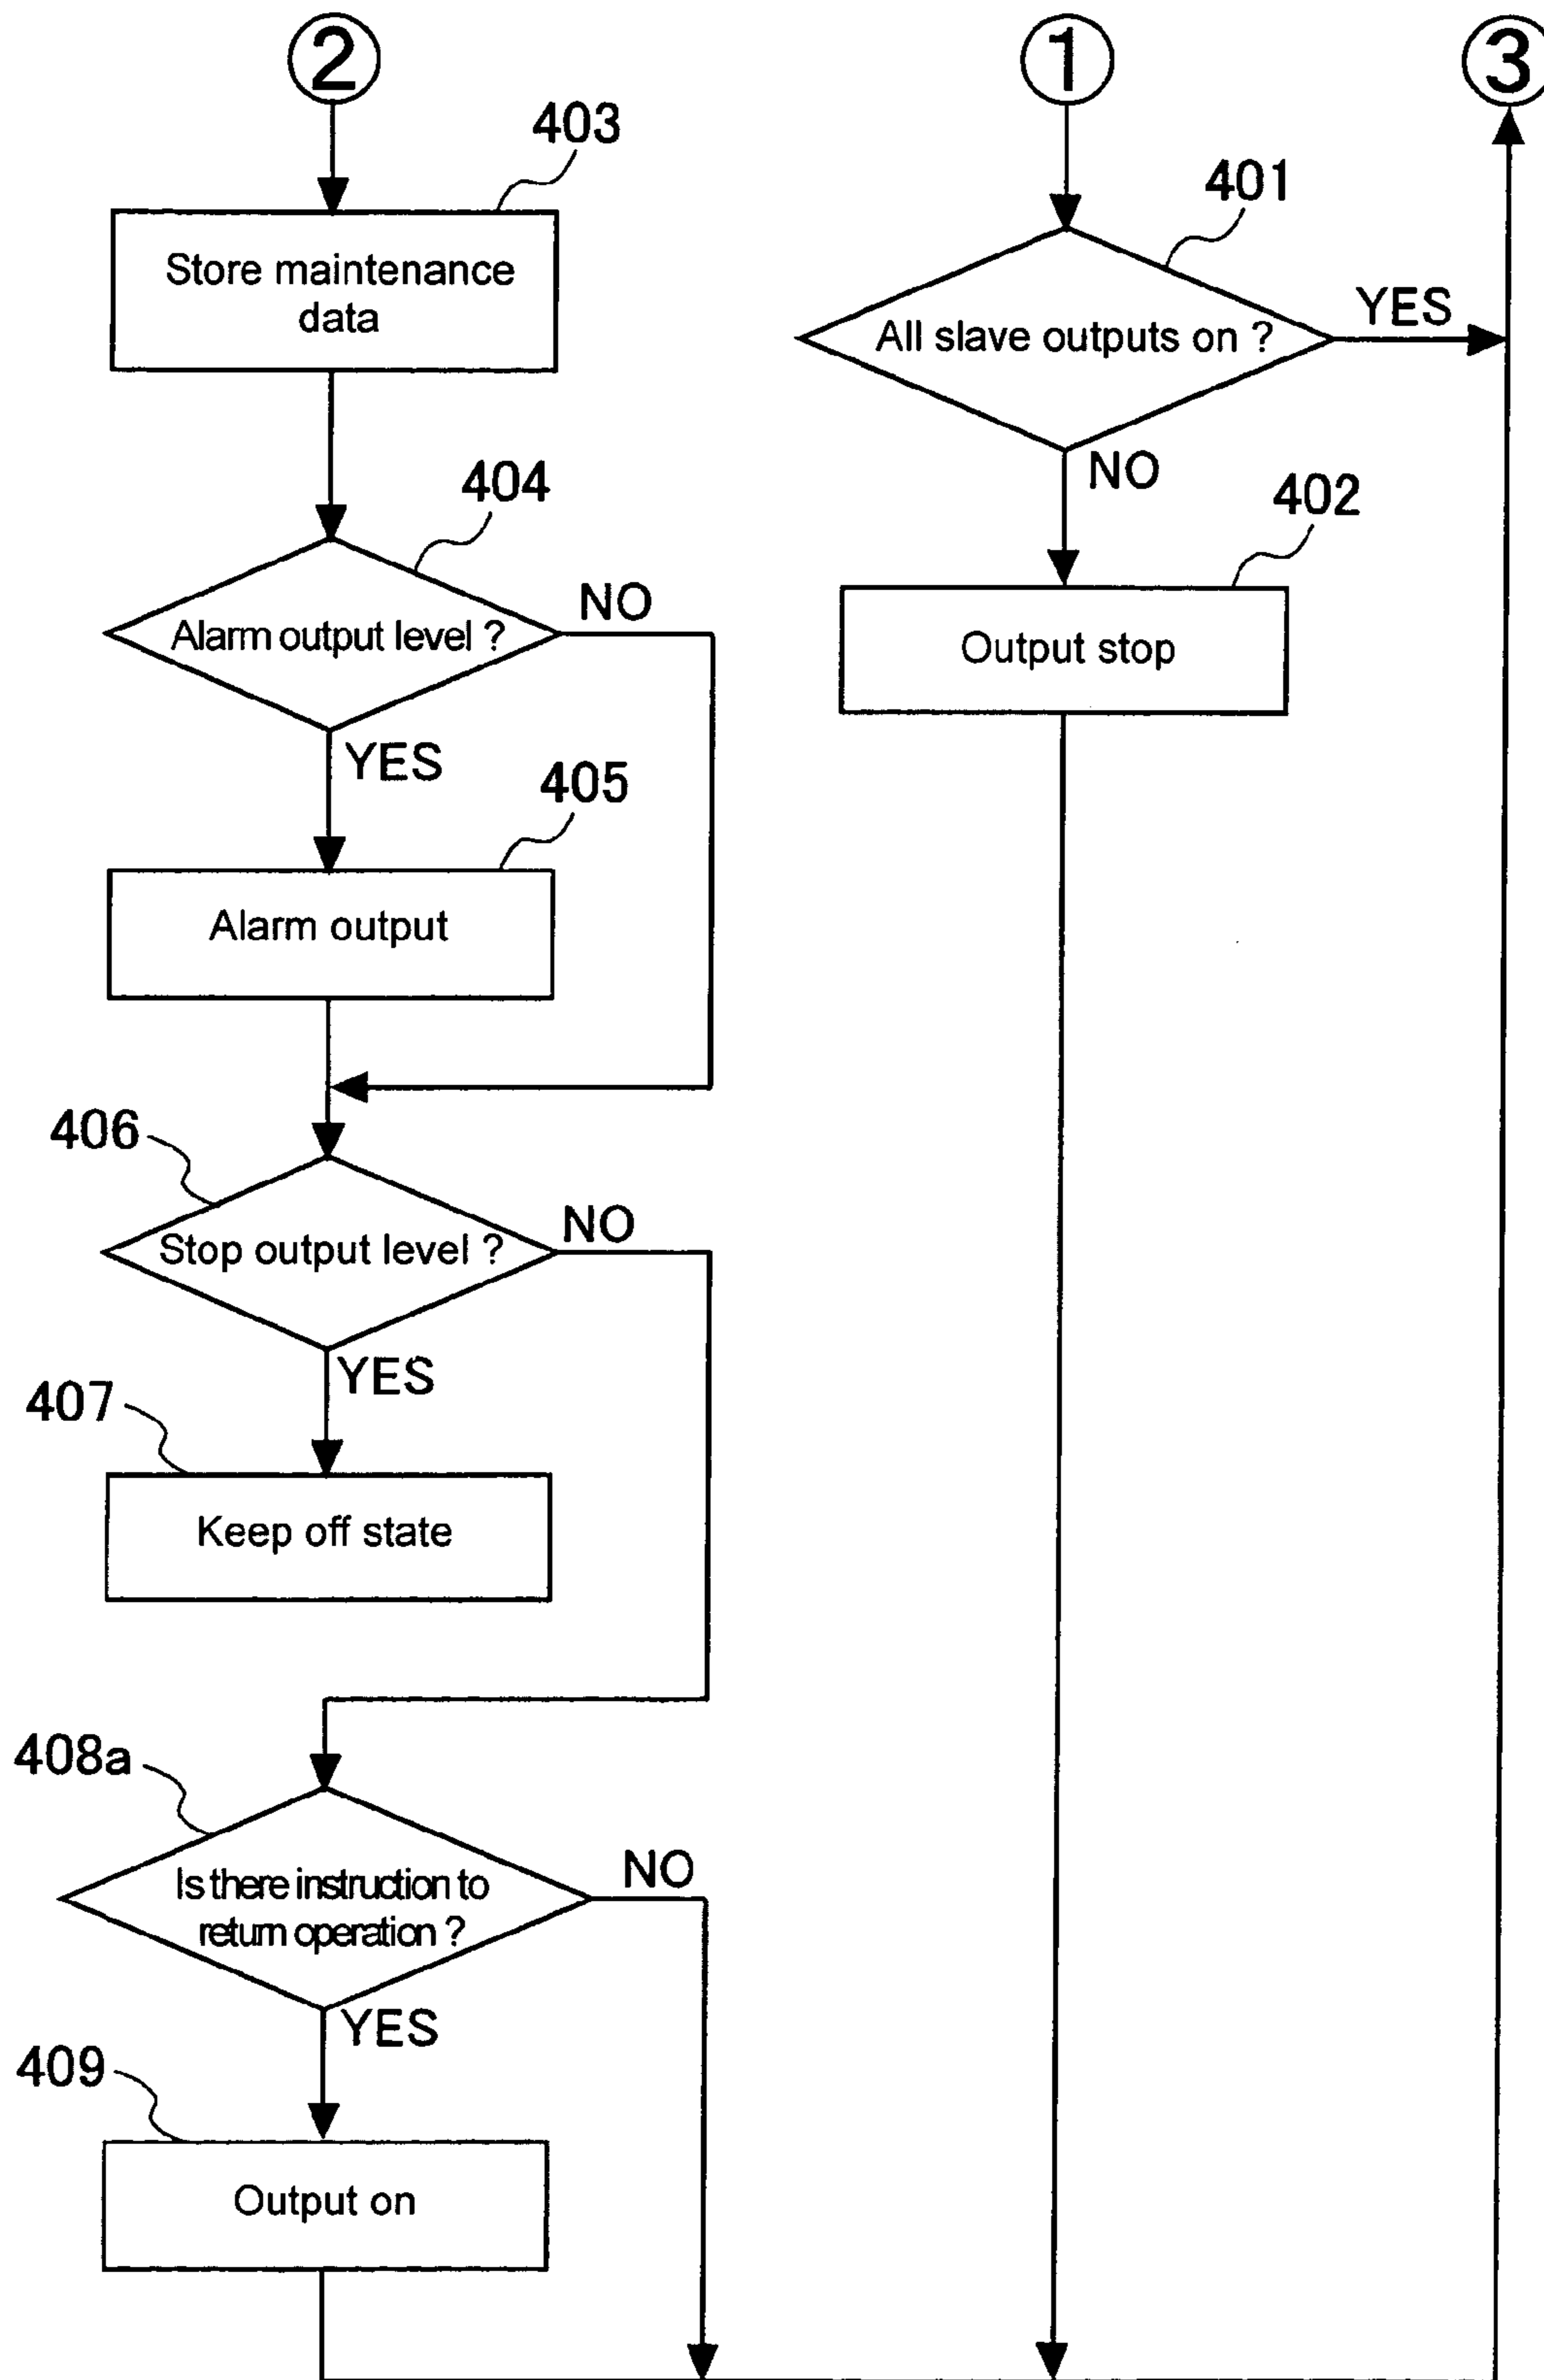 ②
403
Store maintenance
data
404
Alarm output level ?
NO
YES
405
Alarm output
406
Stop output level ?
NO
YES
407
Keep off state
408a
Is there instruction to
return operation ?
NO
YES
409
Output on
①
401
All slave outputs on ?
YES
NO
402
Output stop
③